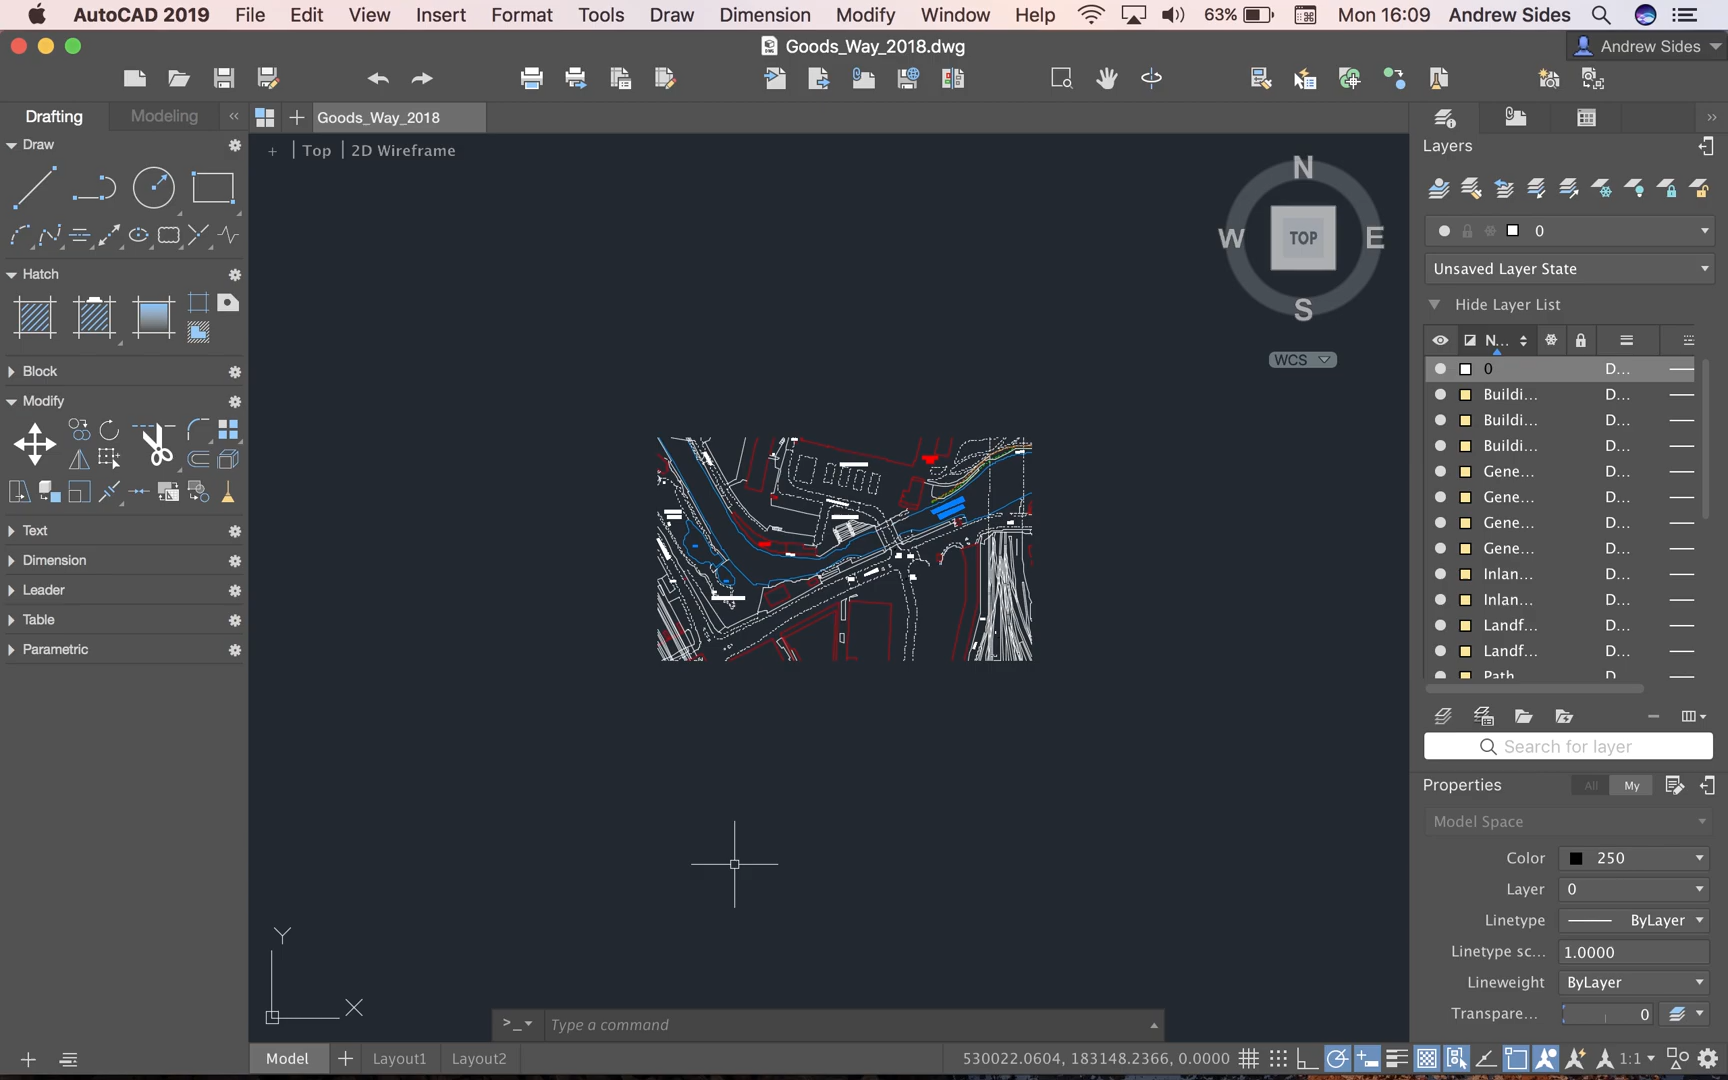 AutoCAD 2019 File Edit View Insert Format Tools Draw Dimension Modify Window Help 63% Mon 16:09 Andrew Sides
Goods_Way_2018.dwg
Andrew Sides
Drafting Modeling
Goods_Way_2018
Draw
Hatch
Block
Modify
Text
Dimension
Leader
Table
Parametric
+ Top 2D Wireframe
N
W TOP E
S
WCS
Y
X
>_ Type a command
Model Layout1 Layout2
530022.0604, 183148.2366, 0.0000
1:1
Layers
0
Unsaved Layer State
Hide Layer List
N...
0 D...
Buildi... D...
Buildi... D...
Buildi... D...
Gene... D...
Gene... D...
Gene... D...
Gene... D...
Inlan... D...
Inlan... D...
Landf... D...
Landf... D...
Path D
Search for layer
Properties All My
Model Space
Color 250
Layer 0
Linetype ByLayer
Linetype sc... 1.0000
Lineweight ByLayer
Transpare... 0